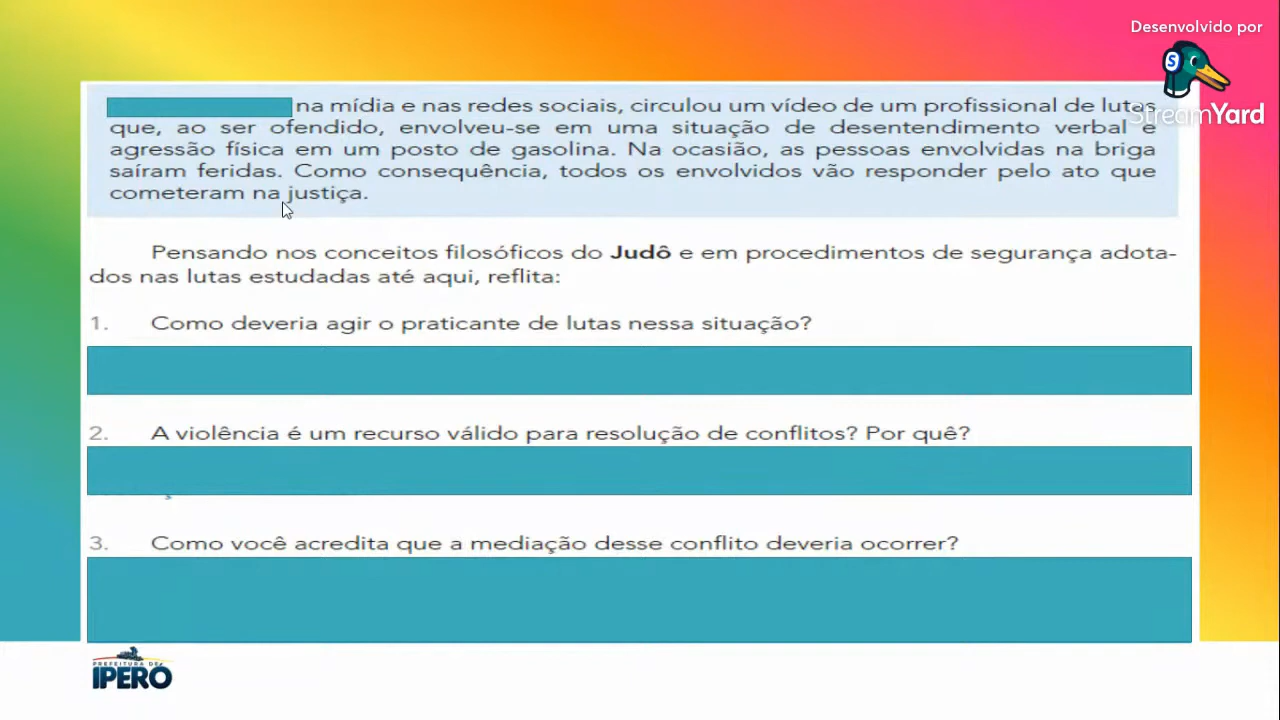 Desenvolvido por
StreamYard
na mídia e nas redes sociais, circulou um vídeo de um profissional de lutas
que, ao ser ofendido, envolveu-se em uma situação de desentendimento verbal e
agressão física em um posto de gasolina. Na ocasião, as pessoas envolvidas na briga
saíram feridas. Como consequência, todos os envolvidos vão responder pelo ato que
cometeram na justiça.
Pensando nos conceitos filosóficos do Judô e em procedimentos de segurança adota-
dos nas lutas estudadas até aqui, reflita:
1. Como deveria agir o praticante de lutas nessa situação?
2. A violência é um recurso válido para resolução de conflitos? Por quê?
3. Como você acredita que a mediação desse conflito deveria ocorrer?
PREFEITURA DE
IPERÓ